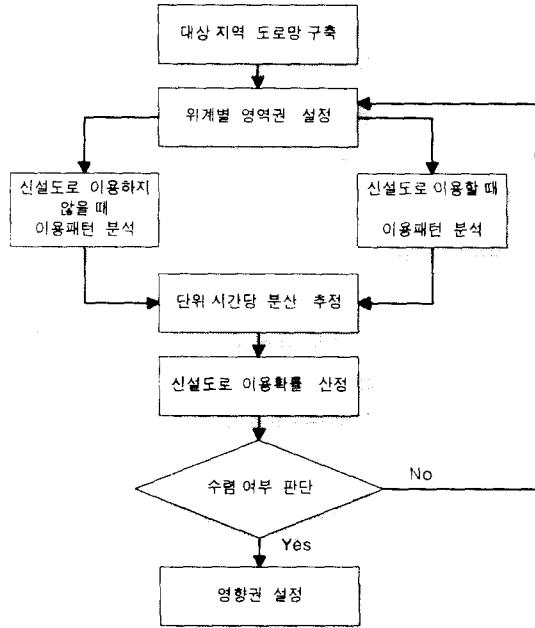 대상 지역 도로망 구축
위계별 영역권 설정
신설도로 이용하지
않을 때
이용패턴 분석
신설도로 이용할 때
이용패턴 분석
단위 시간당 분산 추정
신설도로 이용확률 산정
수렴 여부 판단
No
Yes
영향권 설정